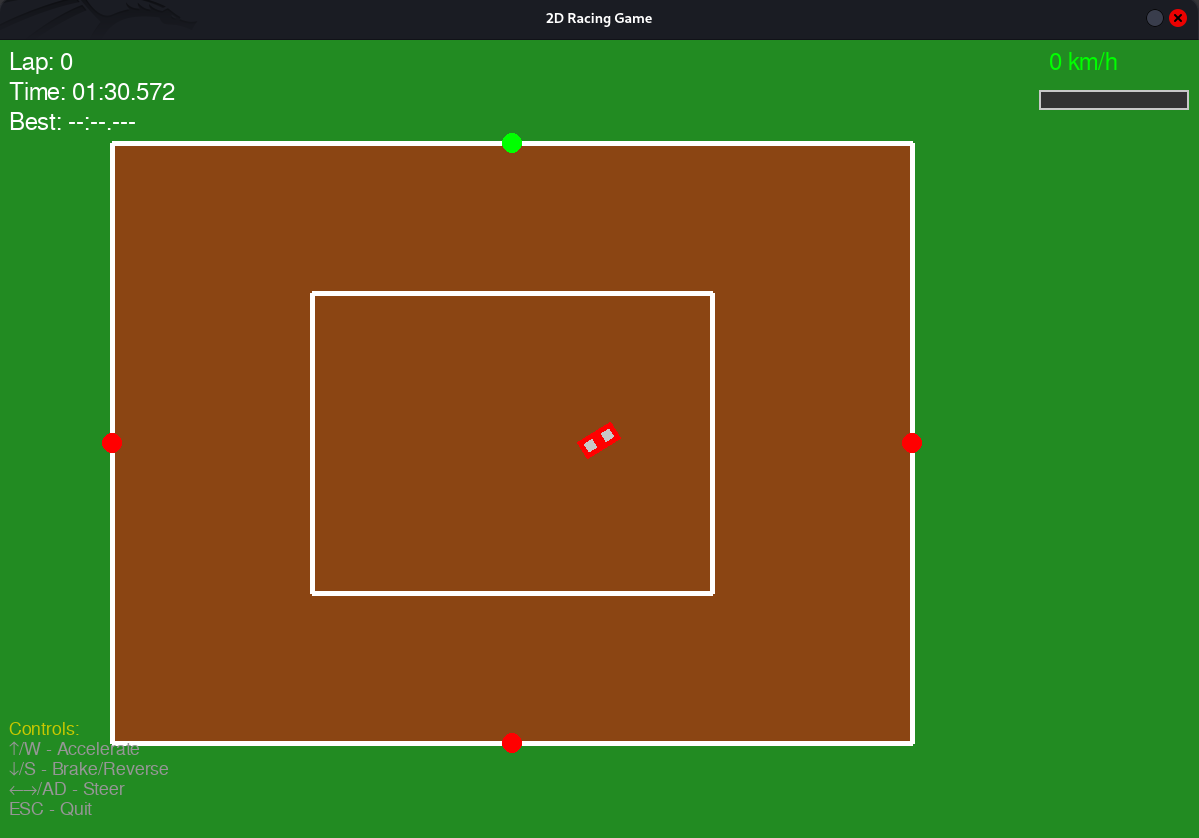 2D Racing Game
Lap: 0
0 km/h
Time: 01:30.572
Best: --:--.---
Controls:
↑/W - Accelerate
↓/S - Brake/Reverse
←→/AD - Steer
ESC - Quit